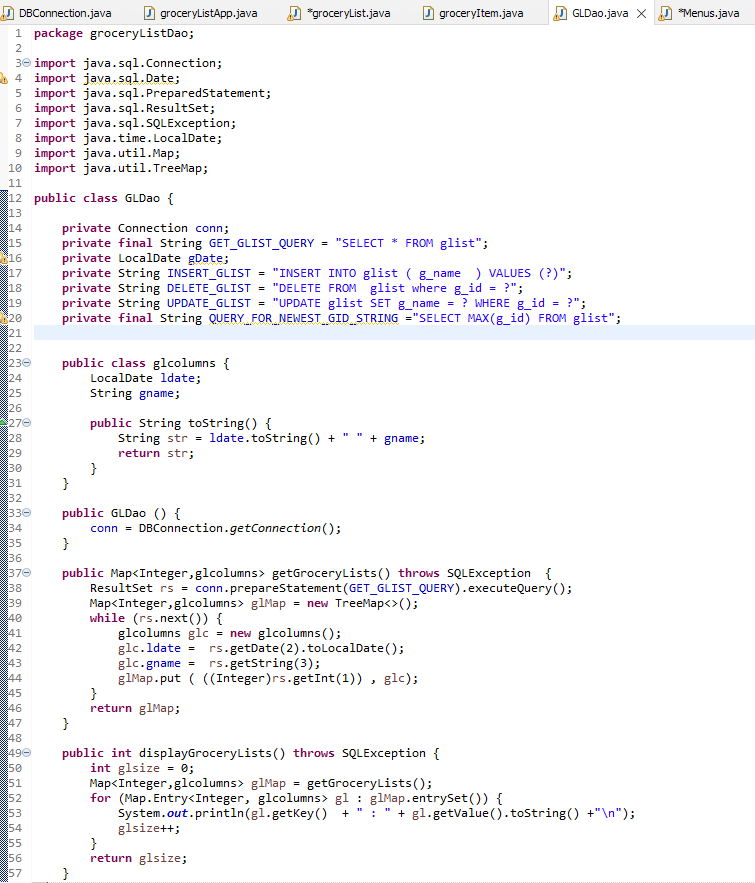 DBConnection.java groceryListApp.java *groceryList.java groceryItem.java GLDao.java *Menus.java
1 package groceryListDao;
2
3 import java.sql.Connection;
4 import java.sql.Date;
5 import java.sql.PreparedStatement;
6 import java.sql.ResultSet;
7 import java.sql.SQLException;
8 import java.time.LocalDate;
9 import java.util.Map;
10 import java.util.TreeMap;
11
12 public class GLDao {
13
14     private Connection conn;
15     private final String GET_GLIST_QUERY = "SELECT * FROM glist";
16     private LocalDate gDate;
17     private String INSERT_GLIST = "INSERT INTO glist ( g_name  ) VALUES (?)";
18     private String DELETE_GLIST = "DELETE FROM  glist where g_id = ?";
19     private String UPDATE_GLIST = "UPDATE glist SET g_name = ? WHERE g_id = ?";
20     private final String QUERY_FOR_NEWEST_GID_STRING ="SELECT MAX(g_id) FROM glist";
21
22
23     public class glcolumns {
24         LocalDate ldate;
25         String gname;
26
27         public String toString() {
28             String str = ldate.toString() + " " + gname;
29             return str;
30         }
31     }
32
33     public GLDao () {
34         conn = DBConnection.getConnection();
35     }
36
37     public Map<Integer,glcolumns> getGroceryLists() throws SQLException  {
38         ResultSet rs = conn.prepareStatement(GET_GLIST_QUERY).executeQuery();
39         Map<Integer,glcolumns> glMap = new TreeMap<>();
40         while (rs.next()) {
41             glcolumns glc = new glcolumns();
42             glc.ldate =  rs.getDate(2).toLocalDate();
43             glc.gname =  rs.getString(3);
44             glMap.put ( ((Integer)rs.getInt(1)) , glc);
45         }
46         return glMap;
47     }
48
49     public int displayGroceryLists() throws SQLException {
50         int glsize = 0;
51         Map<Integer,glcolumns> glMap = getGroceryLists();
52         for (Map.Entry<Integer, glcolumns> gl : glMap.entrySet()) {
53             System.out.println(gl.getKey()  + " : " + gl.getValue().toString() +"\n");
54             glsize++;
55         }
56         return glsize;
57     }